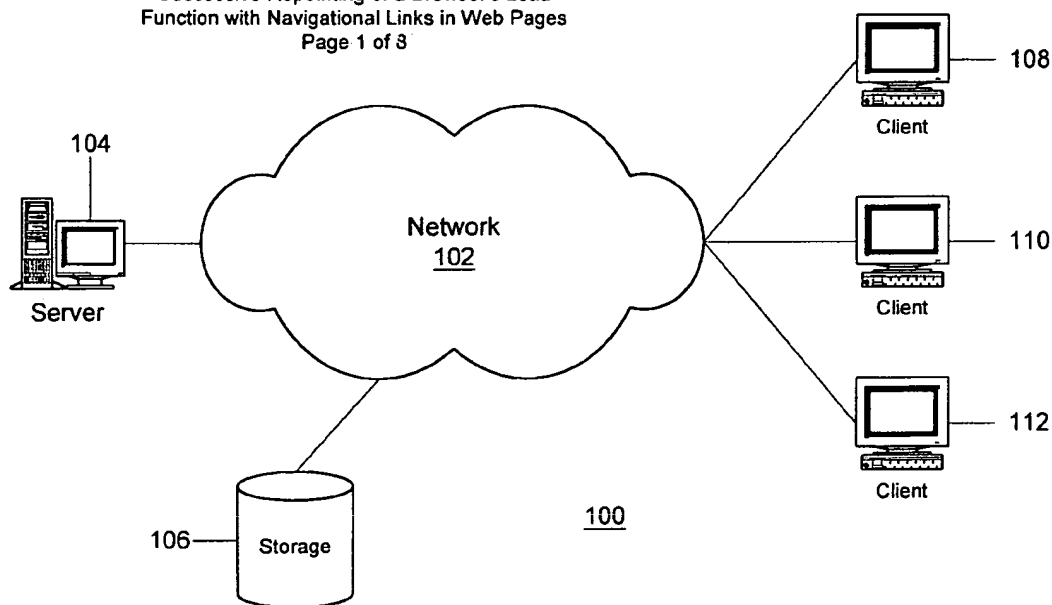 Function with Navigational Links in Web Pages
Page 1 of 8
108
Client
104
Network
102
110
Server
Client
112
Client
100
106
Storage